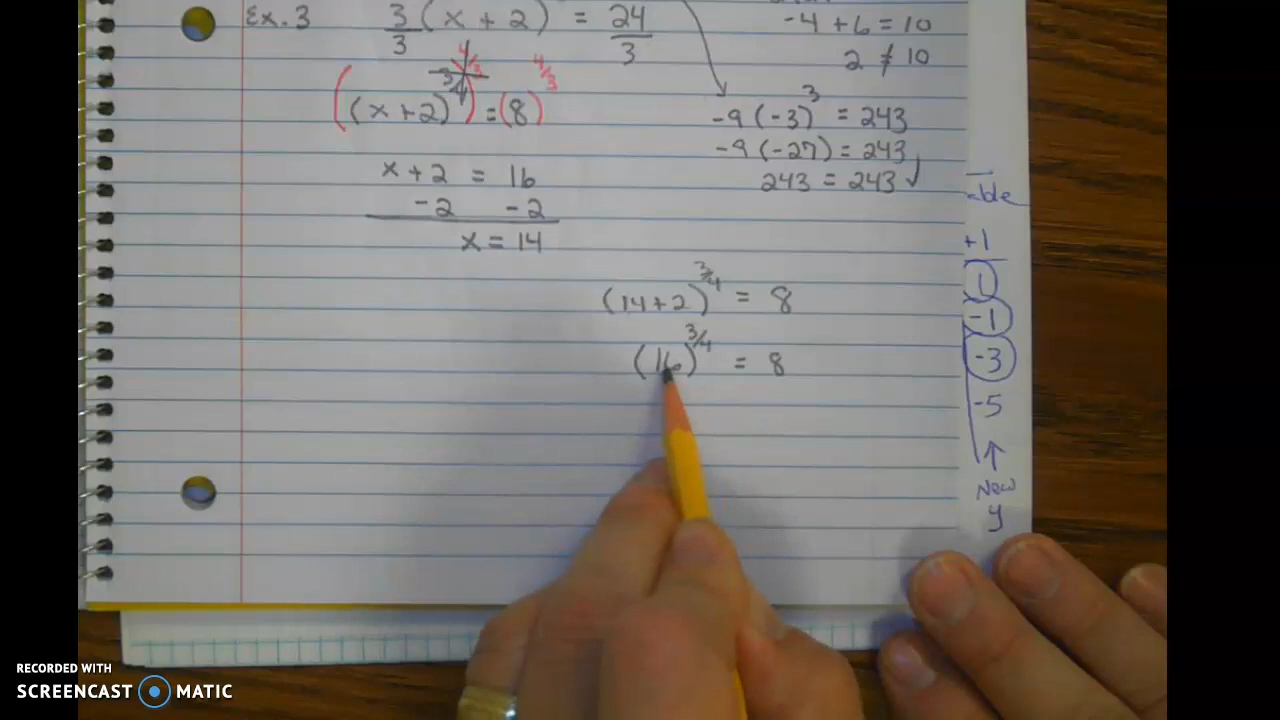 Ex. 3 3/3 (x + 2) = 24/3
((x + 2)^3/4)^4/3 = (8)^4/3
x + 2 = 16
-2 -2
x = 14
-4 + 6 = 10
2 ≠ 10
-9 (-3)^3 = 243
-9 (-27) = 243
243 = 243 ✓
(14 + 2)^3/4 = 8
(16)^3/4 = 8
+1
1
-1
-3
-5
↑
New
y
RECORDED WITH
SCREENCAST MATIC